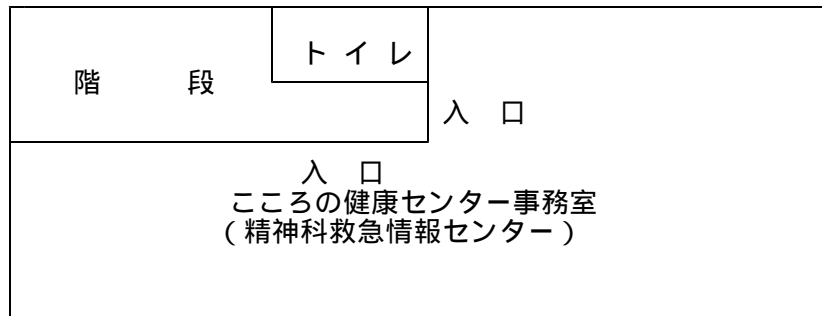 トイレ
階　　段
入　口
入　口
こころの健康センター事務室
(精神科救急情報センター)